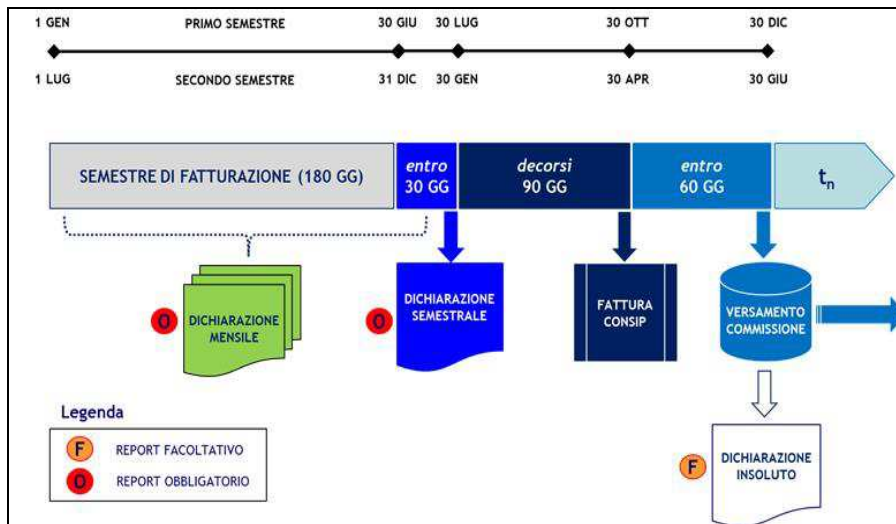 1 GEN PRIMO SEMESTRE 30 GIU 30 LUG 30 OTT 30 DIC
1 LUG SECONDO SEMESTRE 31 DIC 30 GEN 30 APR 30 GIU
SEMESTRE DI FATTURAZIONE (180 GG)
entro
30 GG
decorsi
90 GG
entro
60 GG
tn
O
DICHIARAZIONE
MENSILE
O
DICHIARAZIONE
SEMESTRALE
FATTURA
CONSIP
VERSAMENTO
COMMISSIONE
Legenda
F REPORT FACOLTATIVO
O REPORT OBBLIGATORIO
F
DICHIARAZIONE
INSOLUTO